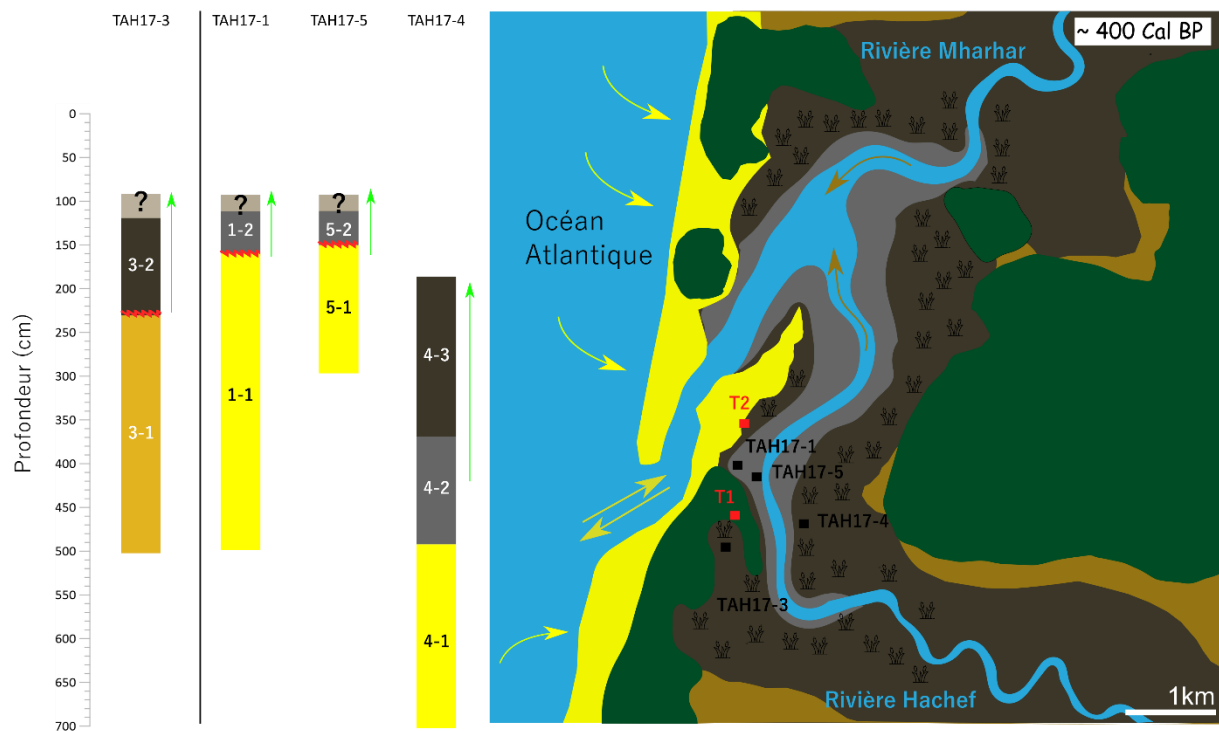 TAH17-3
TAH17-1
TAH17-5
TAH17-4
Profondeur (cm)
0
50
100
150
200
250
300
350
400
450
500
550
600
650
700
?
3-2
3-1
?
1-2
1-1
?
5-2
5-1
4-3
4-2
4-1
~ 400 Cal BP
Rivière Mharhar
Océan
Atlantique
T2
TAH17-1
TAH17-5
T1
TAH17-4
TAH17-3
Rivière Hachef
1km